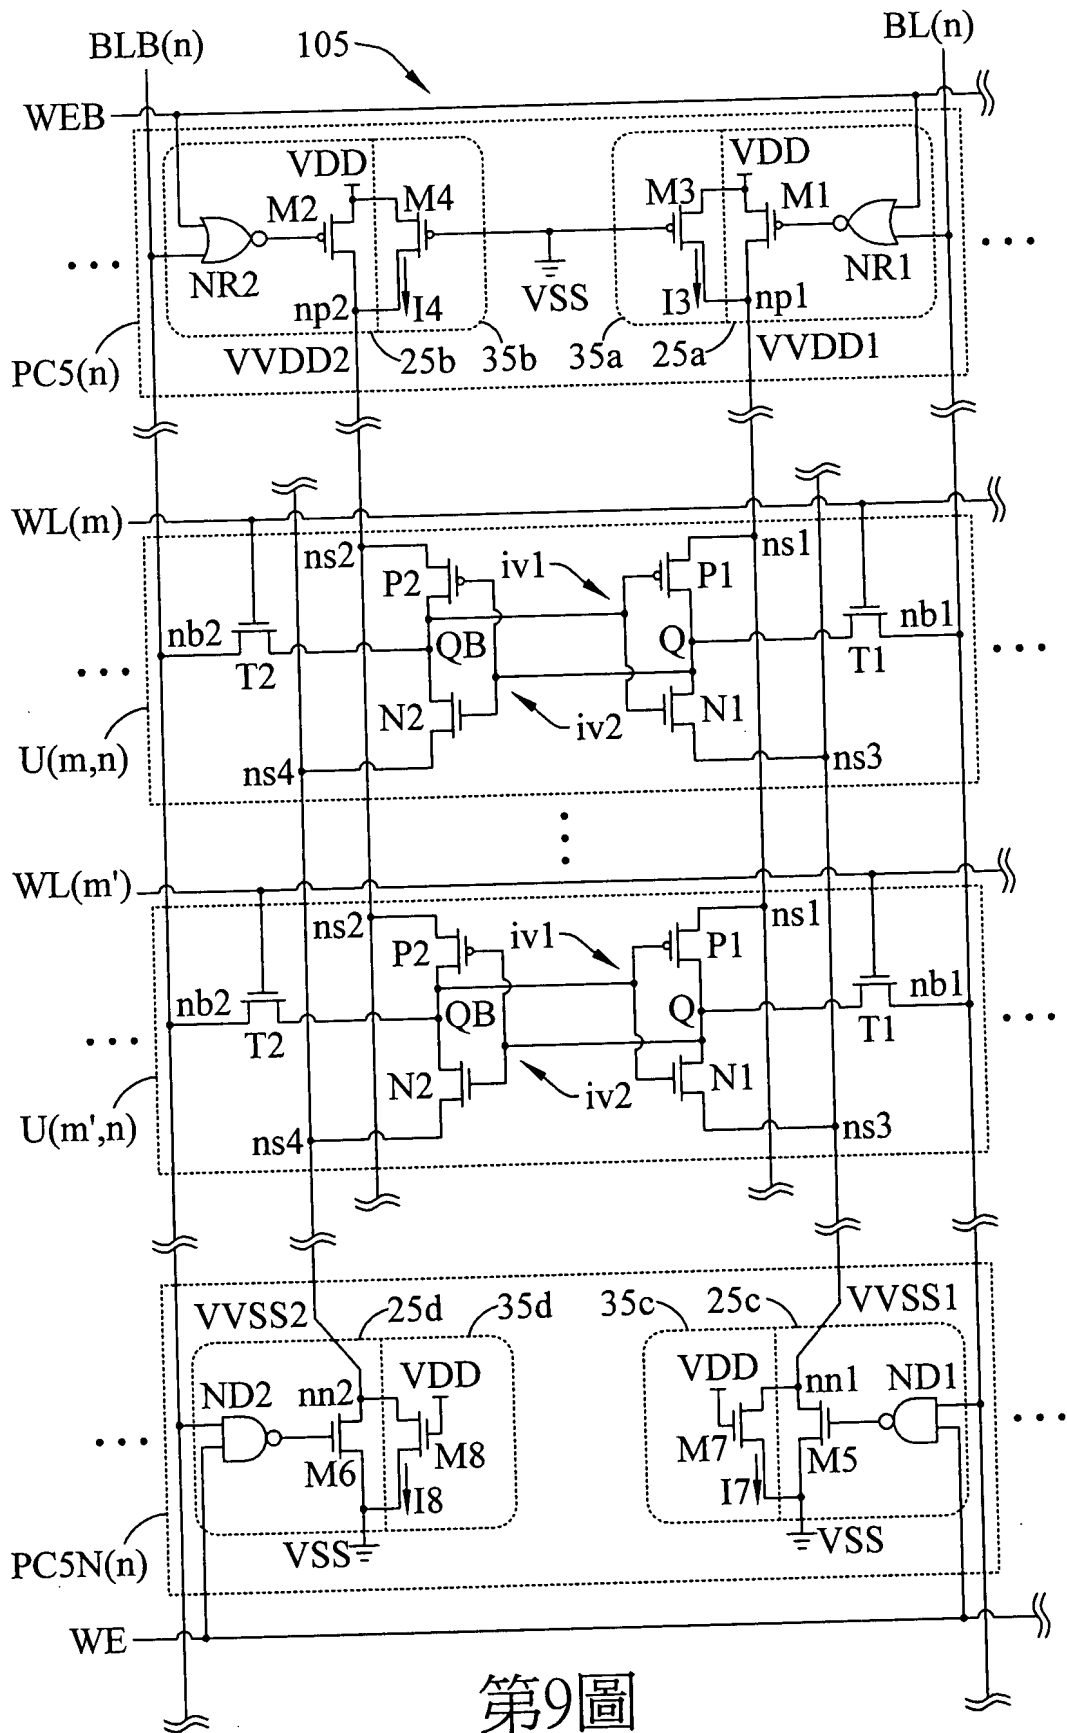 BLB(n) 105 BL(n)
WEB
VDD VDD
M2 M4 M3 M1
NR2 VSS NR1
np2 I4 I3 np1
VVDD2 25b 35b 35a 25a VVDD1
PC5(n)
WL(m)
ns2 iv1 ns1
P2 P1
nb2 QB Q nb1
T2 T1
N2 iv2 N1
U(m,n) ns4 ns3
WL(m')
ns2 iv1 ns1
P2 P1
nb2 QB Q nb1
T2 T1
N2 iv2 N1
U(m',n) ns4 ns3
VVSS2 25d 35d 35c 25c VVSS1
ND2 nn2 VDD VDD nn1 ND1
M6 M8 M7 M5
I8 I7
PC5N(n) VSS VSS
WE
第9圖